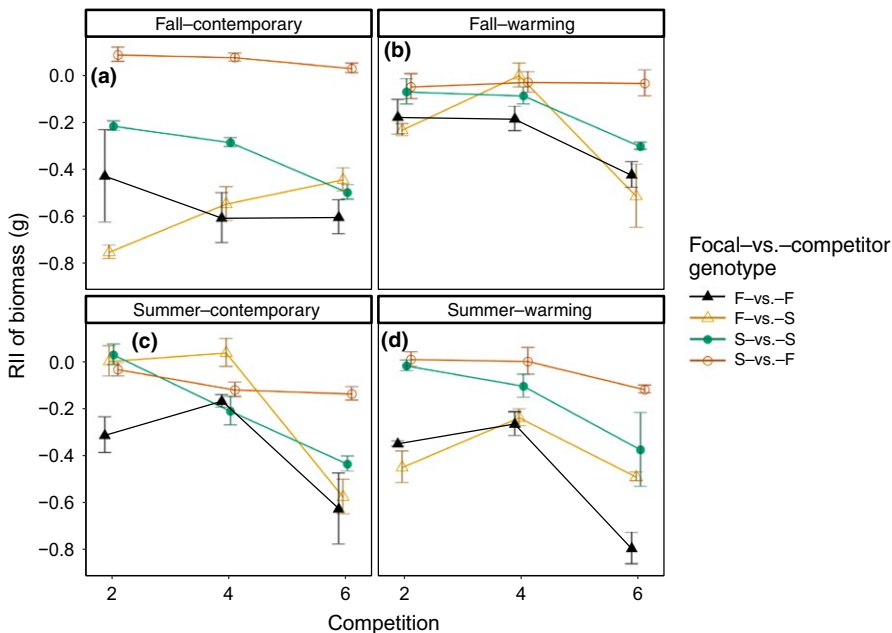 Fall–contemporary
Fall–warming
(a)
(b)
0.0
−0.2
−0.4
−0.6
−0.8
Summer–contemporary
Summer–warming
(c)
(d)
0.0
−0.2
−0.4
−0.6
−0.8
2
4
6
2
4
6
RII of biomass (g)
Competition
Focal–vs.–competitor
genotype
F–vs.–F
F–vs.–S
S–vs.–S
S–vs.–F